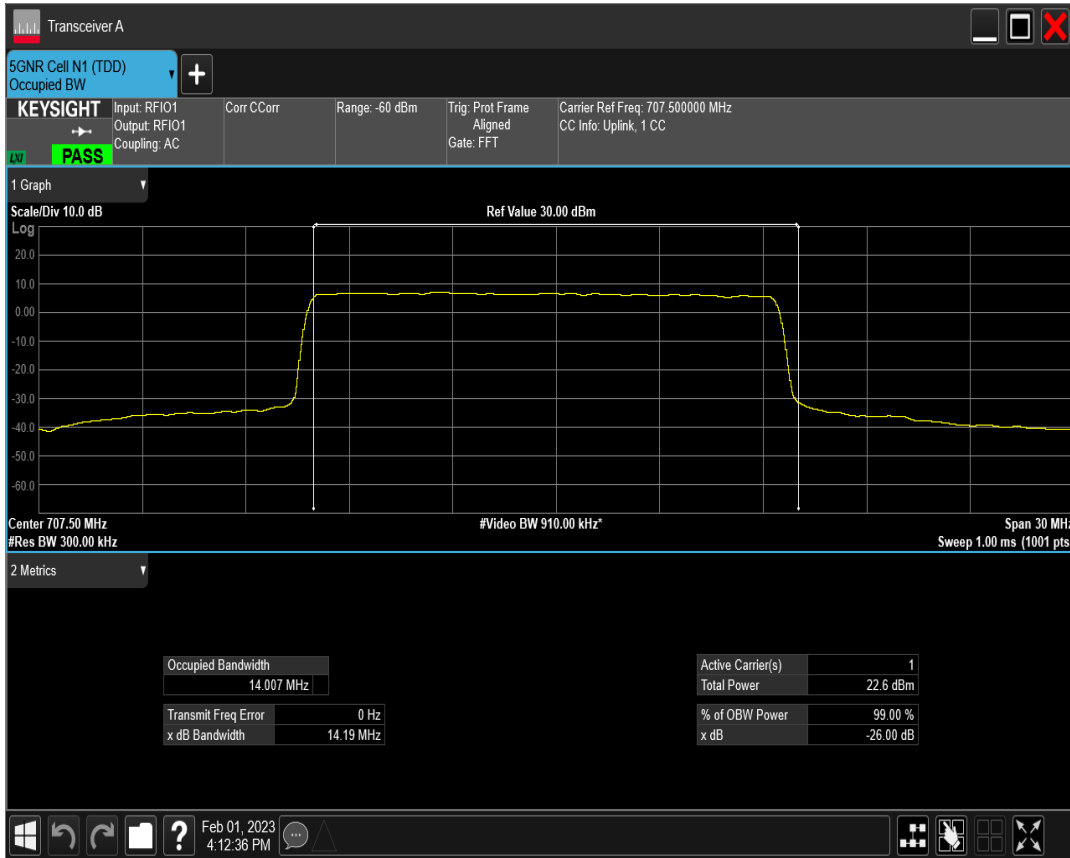 Transceiver A
5GNR Cell N1 (TDD)
Occupied BW
KEYSIGHT
LXI
PASS
Input: RFIO1
Output: RFIO1
Coupling: AC
Corr CCorr
Range: -60 dBm
Trig: Prot Frame
Aligned
Gate: FFT
Carrier Ref Freq: 707.500000 MHz
CC Info: Uplink, 1 CC
1 Graph
Scale/Div 10.0 dB
Ref Value 30.00 dBm
Log
20.0
10.0
0.00
-10.0
-20.0
-30.0
-40.0
-50.0
-60.0
Center 707.50 MHz
#Video BW 910.00 kHz*
Span 30 MHz
#Res BW 300.00 kHz
Sweep 1.00 ms (1001 pts
2 Metrics
Occupied Bandwidth
14.007 MHz
Transmit Freq Error 0 Hz
x dB Bandwidth 14.19 MHz
Active Carrier(s) 1
Total Power 22.6 dBm
% of OBW Power 99.00 %
x dB -26.00 dB
?
Feb 01, 2023
4:12:36 PM